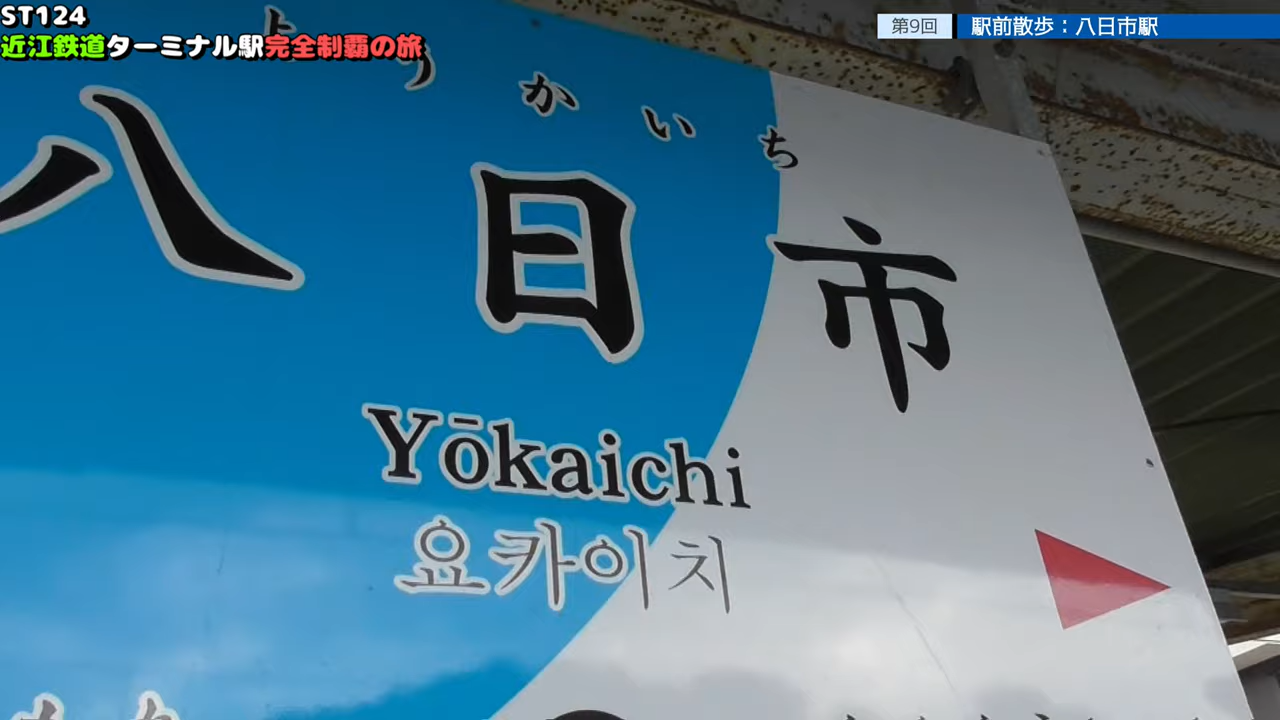 ST124
近江鉄道ターミナル駅完全制覇の旅
第9回 駅前散歩：八日市駅
ようかいち
八日市
Yōkaichi
요카이치